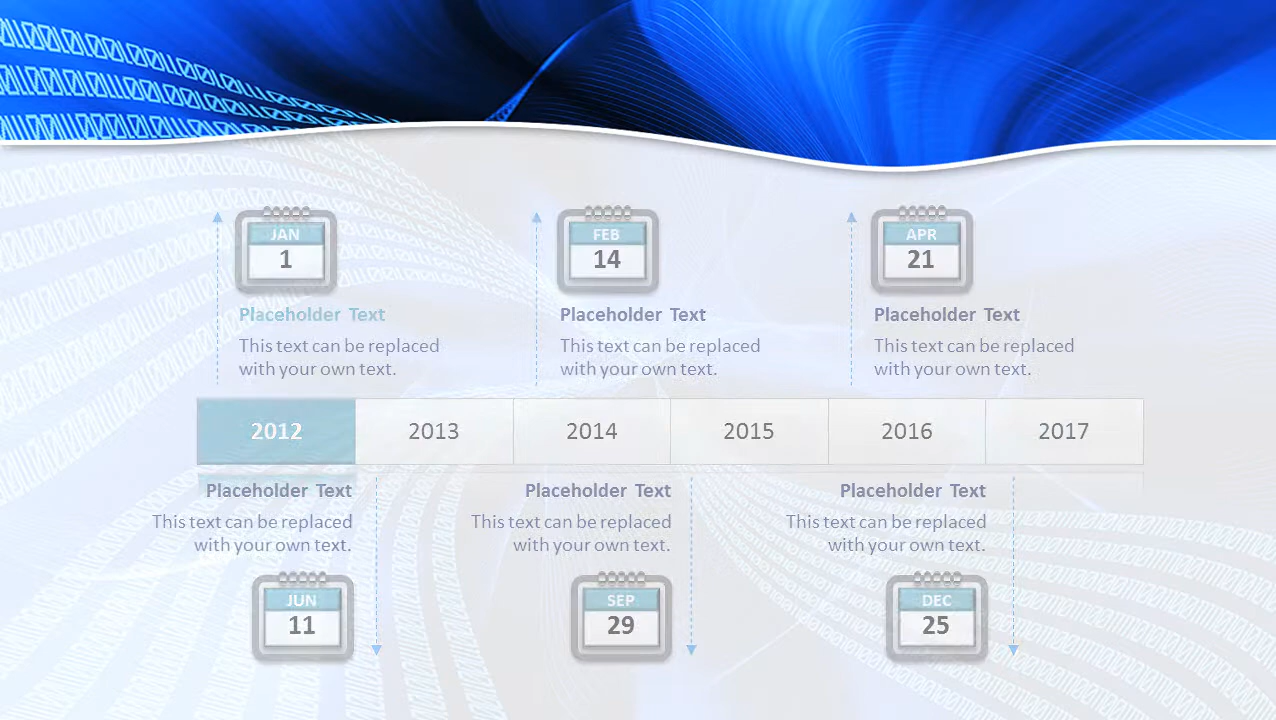 JAN
1
Placeholder Text
This text can be replaced
with your own text.
FEB
14
Placeholder Text
This text can be replaced
with your own text.
APR
21
Placeholder Text
This text can be replaced
with your own text.
2012 2013 2014 2015 2016 2017
Placeholder Text
This text can be replaced
with your own text.
JUN
11
Placeholder Text
This text can be replaced
with your own text.
SEP
29
Placeholder Text
This text can be replaced
with your own text.
DEC
25